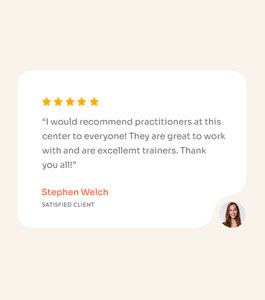 “I would recommend practitioners at this
center to everyone! They are great to work
with and are excellemt trainers. Thank
you all!”
Stephen Welch
SATISFIED CLIENT